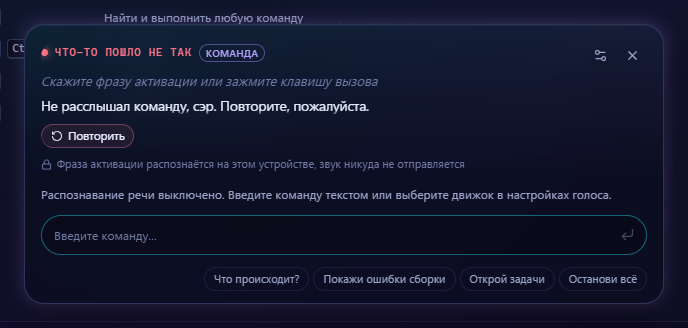 Найти и выполнить любую команду
Ct
ЧТО-ТО ПОШЛО НЕ ТАК КОМАНДА
Скажите фразу активации или зажмите клавишу вызова
Не расслышал команду, сэр. Повторите, пожалуйста.
Повторить
Фраза активации распознаётся на этом устройстве, звук никуда не отправляется
Распознавание речи выключено. Введите команду текстом или выберите движок в настройках голоса.
Введите команду...
Что происходит? Покажи ошибки сборки Открой задачи Останови всё